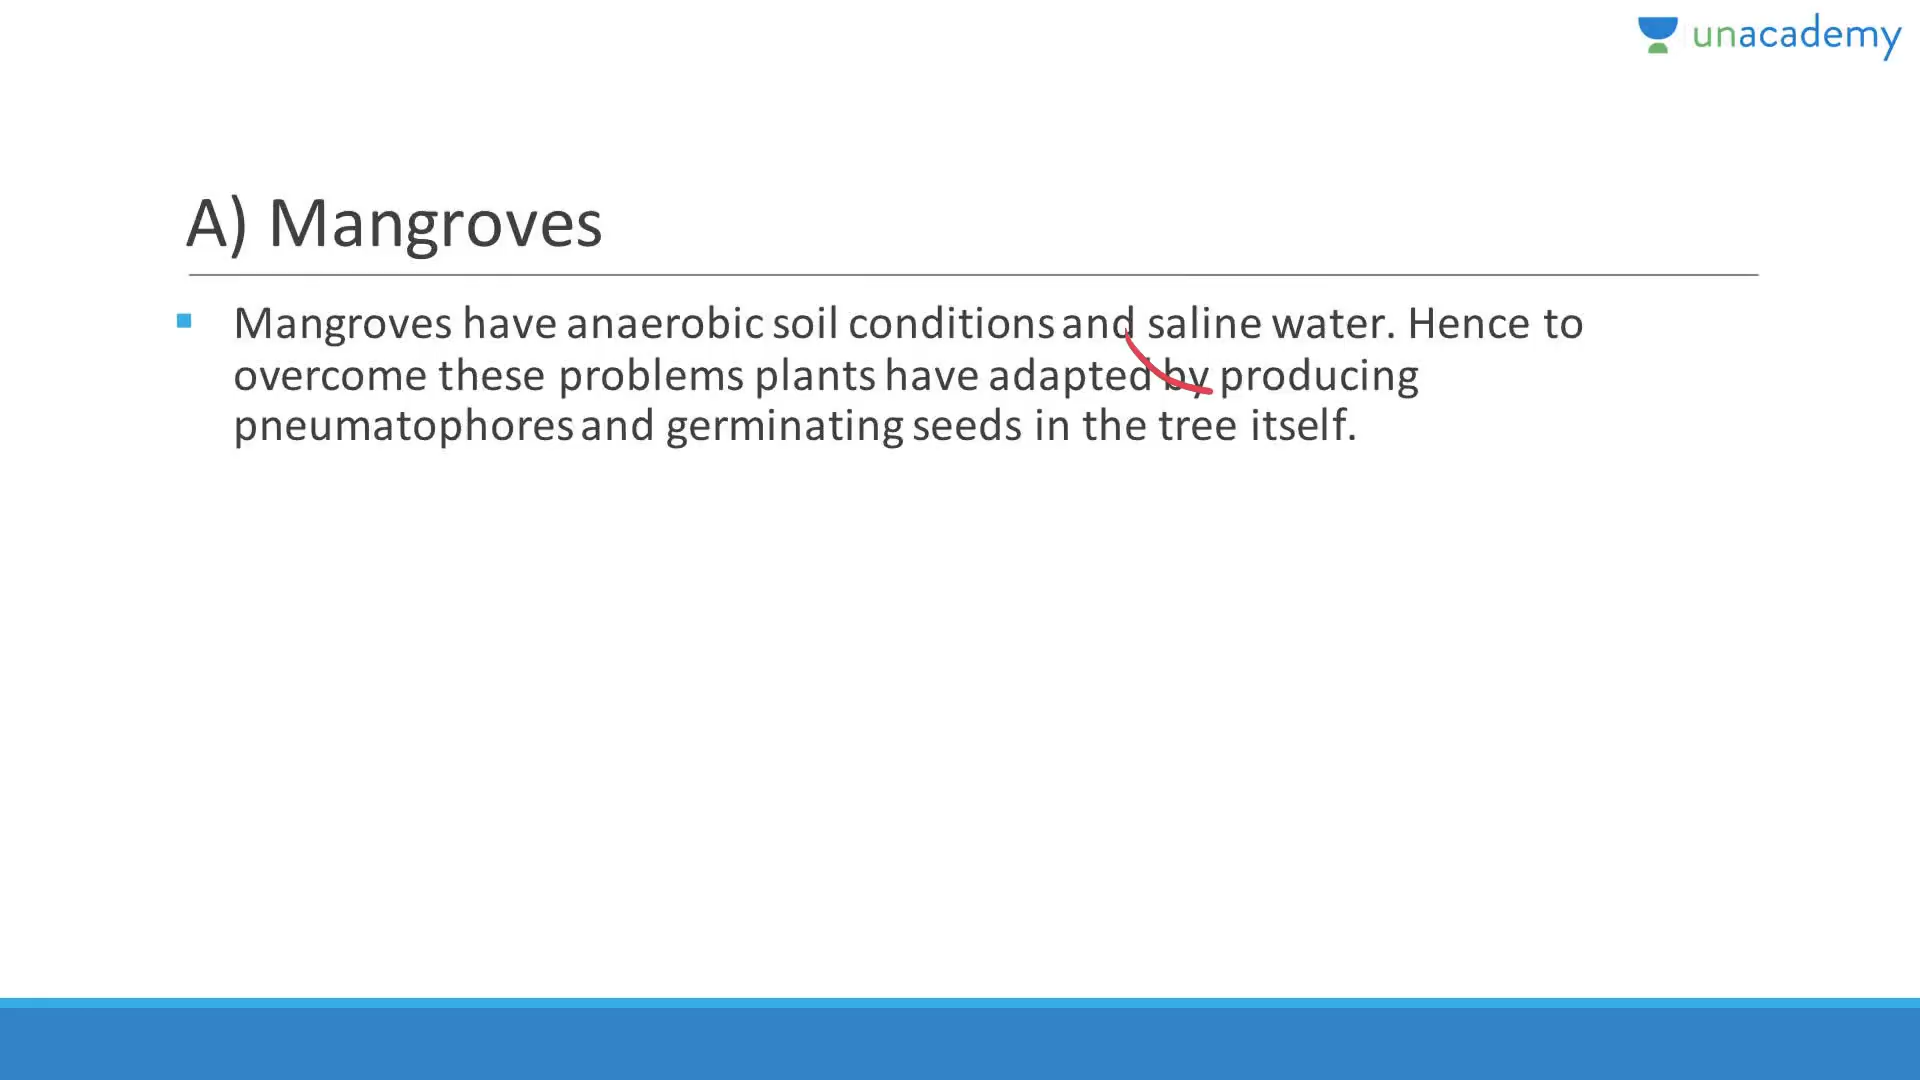 unacademy
A) Mangroves
Mangroves have anaerobic soil conditions and saline water. Hence to
overcome these problems plants have adapted by producing
pneumatophores and germinating seeds in the tree itself.